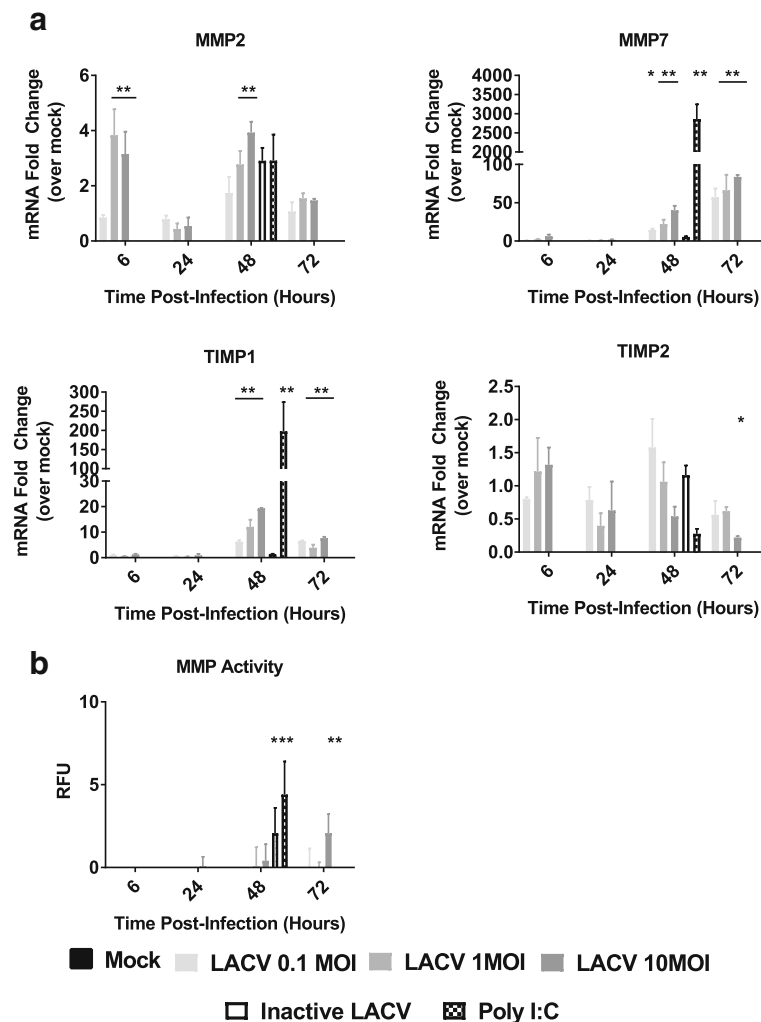 a
MMP2
mRNA Fold Change
(over mock)
6
4
2
0
**
**
6
24
48
72
Time Post-Infection (Hours)
MMP7
mRNA Fold Change
(over mock)
4000
3500
3000
2500
2000
1500
1000
500
100
50
0
*
**
**
**
6
24
48
72
Time Post-Infection (Hours)
TIMP1
mRNA Fold Change
(over mock)
300
250
200
150
100
30
20
10
0
**
**
**
6
24
48
72
Time Post-Infection (Hours)
TIMP2
mRNA Fold Change
(over mock)
2.5
2.0
1.5
1.0
0.5
0.0
*
6
24
48
72
Time Post-Infection (Hours)
b
MMP Activity
RFU
10
5
0
***
**
6
24
48
72
Time Post-Infection (Hours)
Mock LACV 0.1 MOI LACV 1MOI LACV 10MOI
Inactive LACV Poly I:C